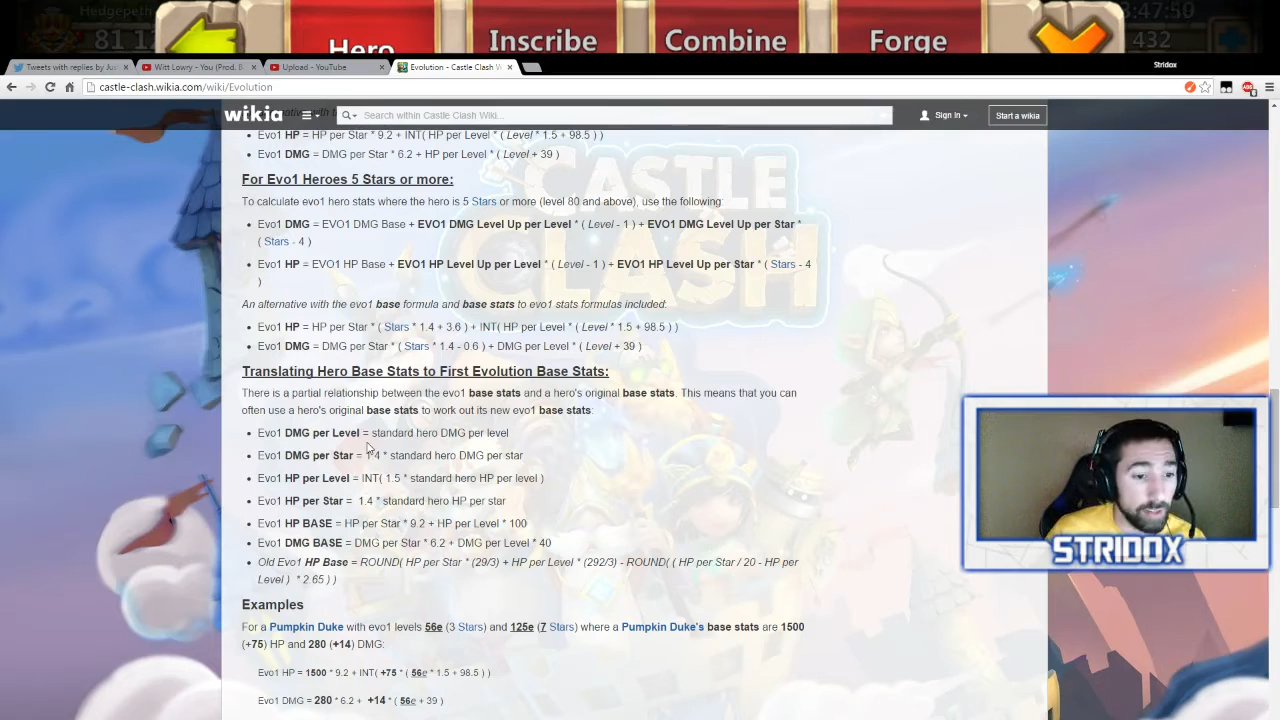 Hedgepeth
81 12
Hero
Inscribe
Combine
Forge
3:47:50
432
Tweets with replies by Jus
Witt Lowry - You (Prod. B
Upload - YouTube
Evolution - Castle Clash W
Stridox
castle-clash.wikia.com/wiki/Evolution
wikia
Search within Castle Clash Wiki...
Sign In
Start a wikia
Evo1 HP = HP per Star * 9.2 + INT( HP per Level * ( Level * 1.5 + 98.5 ) )
Evo1 DMG = DMG per Star * 6.2 + HP per Level * ( Level + 39 )
CASTLE
CLASH
For Evo1 Heroes 5 Stars or more:
To calculate evo1 hero stats where the hero is 5 Stars or more (level 80 and above), use the following:
Evo1 DMG = EVO1 DMG Base + EVO1 DMG Level Up per Level * ( Level - 1 ) + EVO1 DMG Level Up per Star *
( Stars - 4 )
Evo1 HP = EVO1 HP Base + EVO1 HP Level Up per Level * ( Level - 1 ) + EVO1 HP Level Up per Star * ( Stars - 4
)
An alternative with the evo1 base formula and base stats to evo1 stats formulas included:
Evo1 HP = HP per Star * ( Stars * 1.4 + 3.6 ) + INT( HP per Level * ( Level * 1.5 + 98.5 ) )
Evo1 DMG = DMG per Star * ( Stars * 1.4 - 0.6 ) + DMG per Level * ( Level + 39 )
Translating Hero Base Stats to First Evolution Base Stats:
There is a partial relationship between the evo1 base stats and a hero's original base stats. This means that you can
often use a hero's original base stats to work out its new evo1 base stats:
Evo1 DMG per Level = standard hero DMG per level
Evo1 DMG per Star = 1.4 * standard hero DMG per star
Evo1 HP per Level = INT( 1.5 * standard hero HP per level )
Evo1 HP per Star = 1.4 * standard hero HP per star
Evo1 HP BASE = HP per Star * 9.2 + HP per Level * 100
Evo1 DMG BASE = DMG per Star * 6.2 + DMG per Level * 40
Old Evo1 HP Base = ROUND( HP per Star * (29/3) + HP per Level * (292/3) - ROUND( ( HP per Star / 20 - HP per
Level ) * 2.65 ) )
STRIDOX
Examples
For a Pumpkin Duke with evo1 levels 56e (3 Stars) and 125e (7 Stars) where a Pumpkin Duke's base stats are 1500
(+75) HP and 280 (+14) DMG:
Evo1 HP = 1500 * 9.2 + INT( +75 * ( 56e * 1.5 + 98.5 ) )
Evo1 DMG = 280 * 6.2 + +14 * ( 56e + 39 )